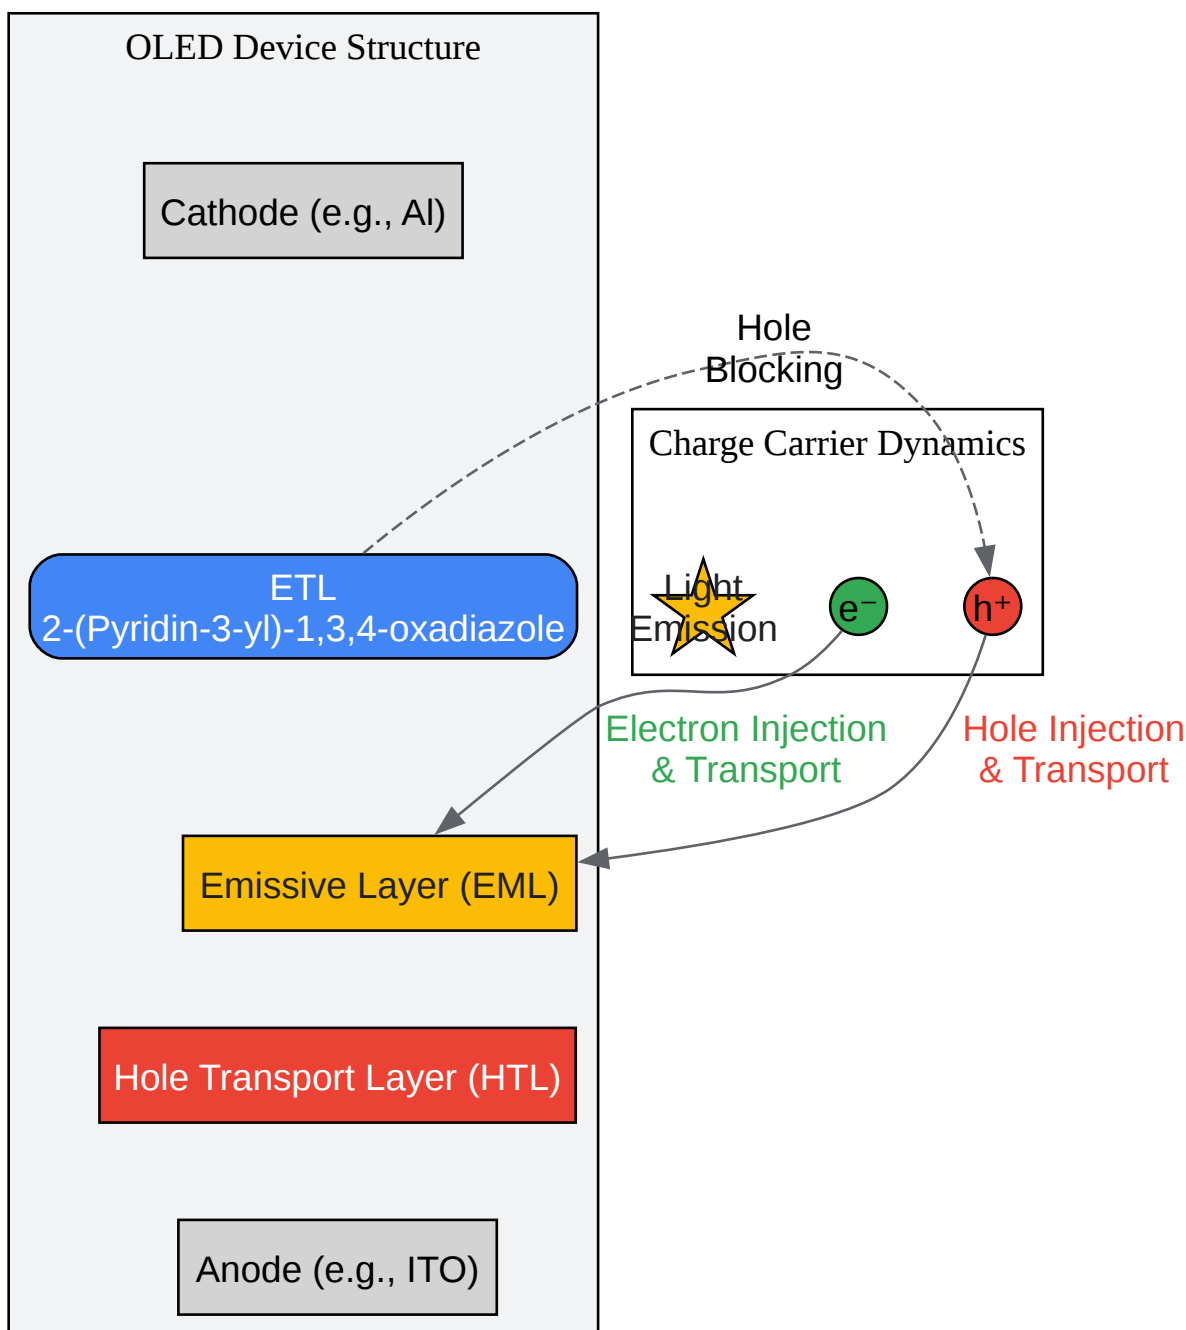 OLED Device Structure
Cathode (e.g., Al)
Hole
Blocking
Charge Carrier Dynamics
ETL
2-(Pyridin-3-yl)-1,3,4-oxadiazole
Light
Emission
e⁻
h⁺
Electron Injection
& Transport
Hole Injection
& Transport
Emissive Layer (EML)
Hole Transport Layer (HTL)
Anode (e.g., ITO)